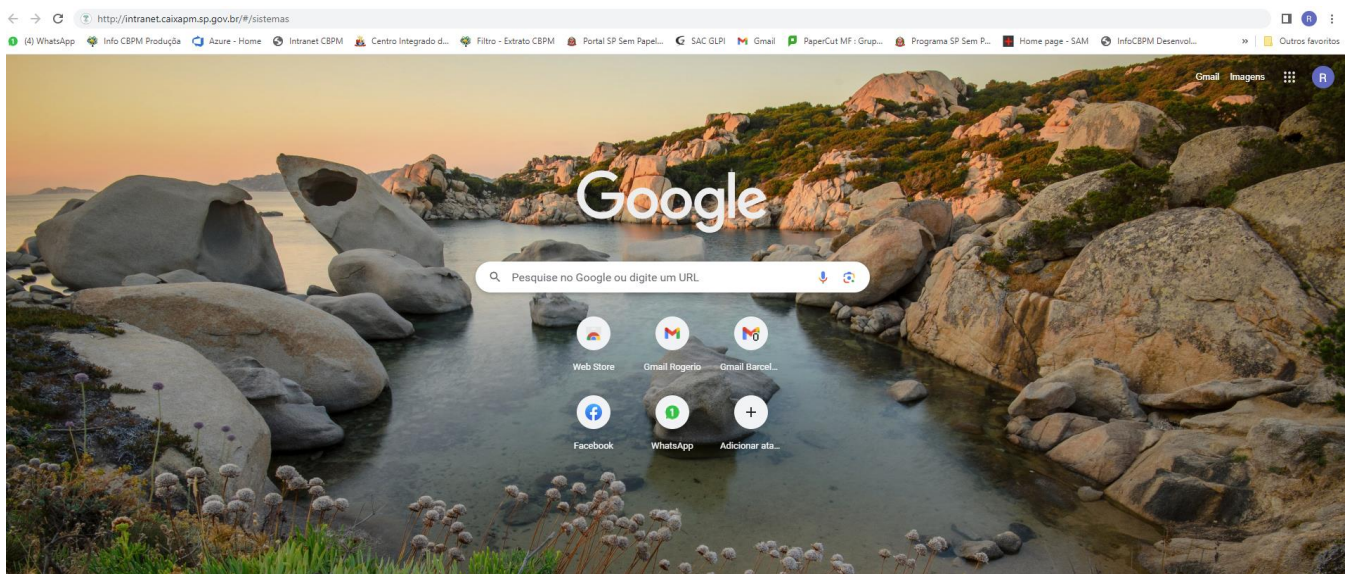 http://intranet.caixapm.sp.gov.br/#/sistemas
R
(4) WhatsApp Info CBPM Produção Azure - Home Intranet CBPM Centro Integrado d... Filtro - Extrato CBPM Portal SP Sem Papel... SAC GLPI Gmail PaperCut MF : Grup... Programa SP Sem P... Home page - SAM InfoCBPM Desenvol... » Outros favoritos
Gmail Imagens R
Google
Pesquise no Google ou digite um URL
Web Store Gmail Rogerio Gmail Barcel...
1
Facebook WhatsApp Adicionar ata...